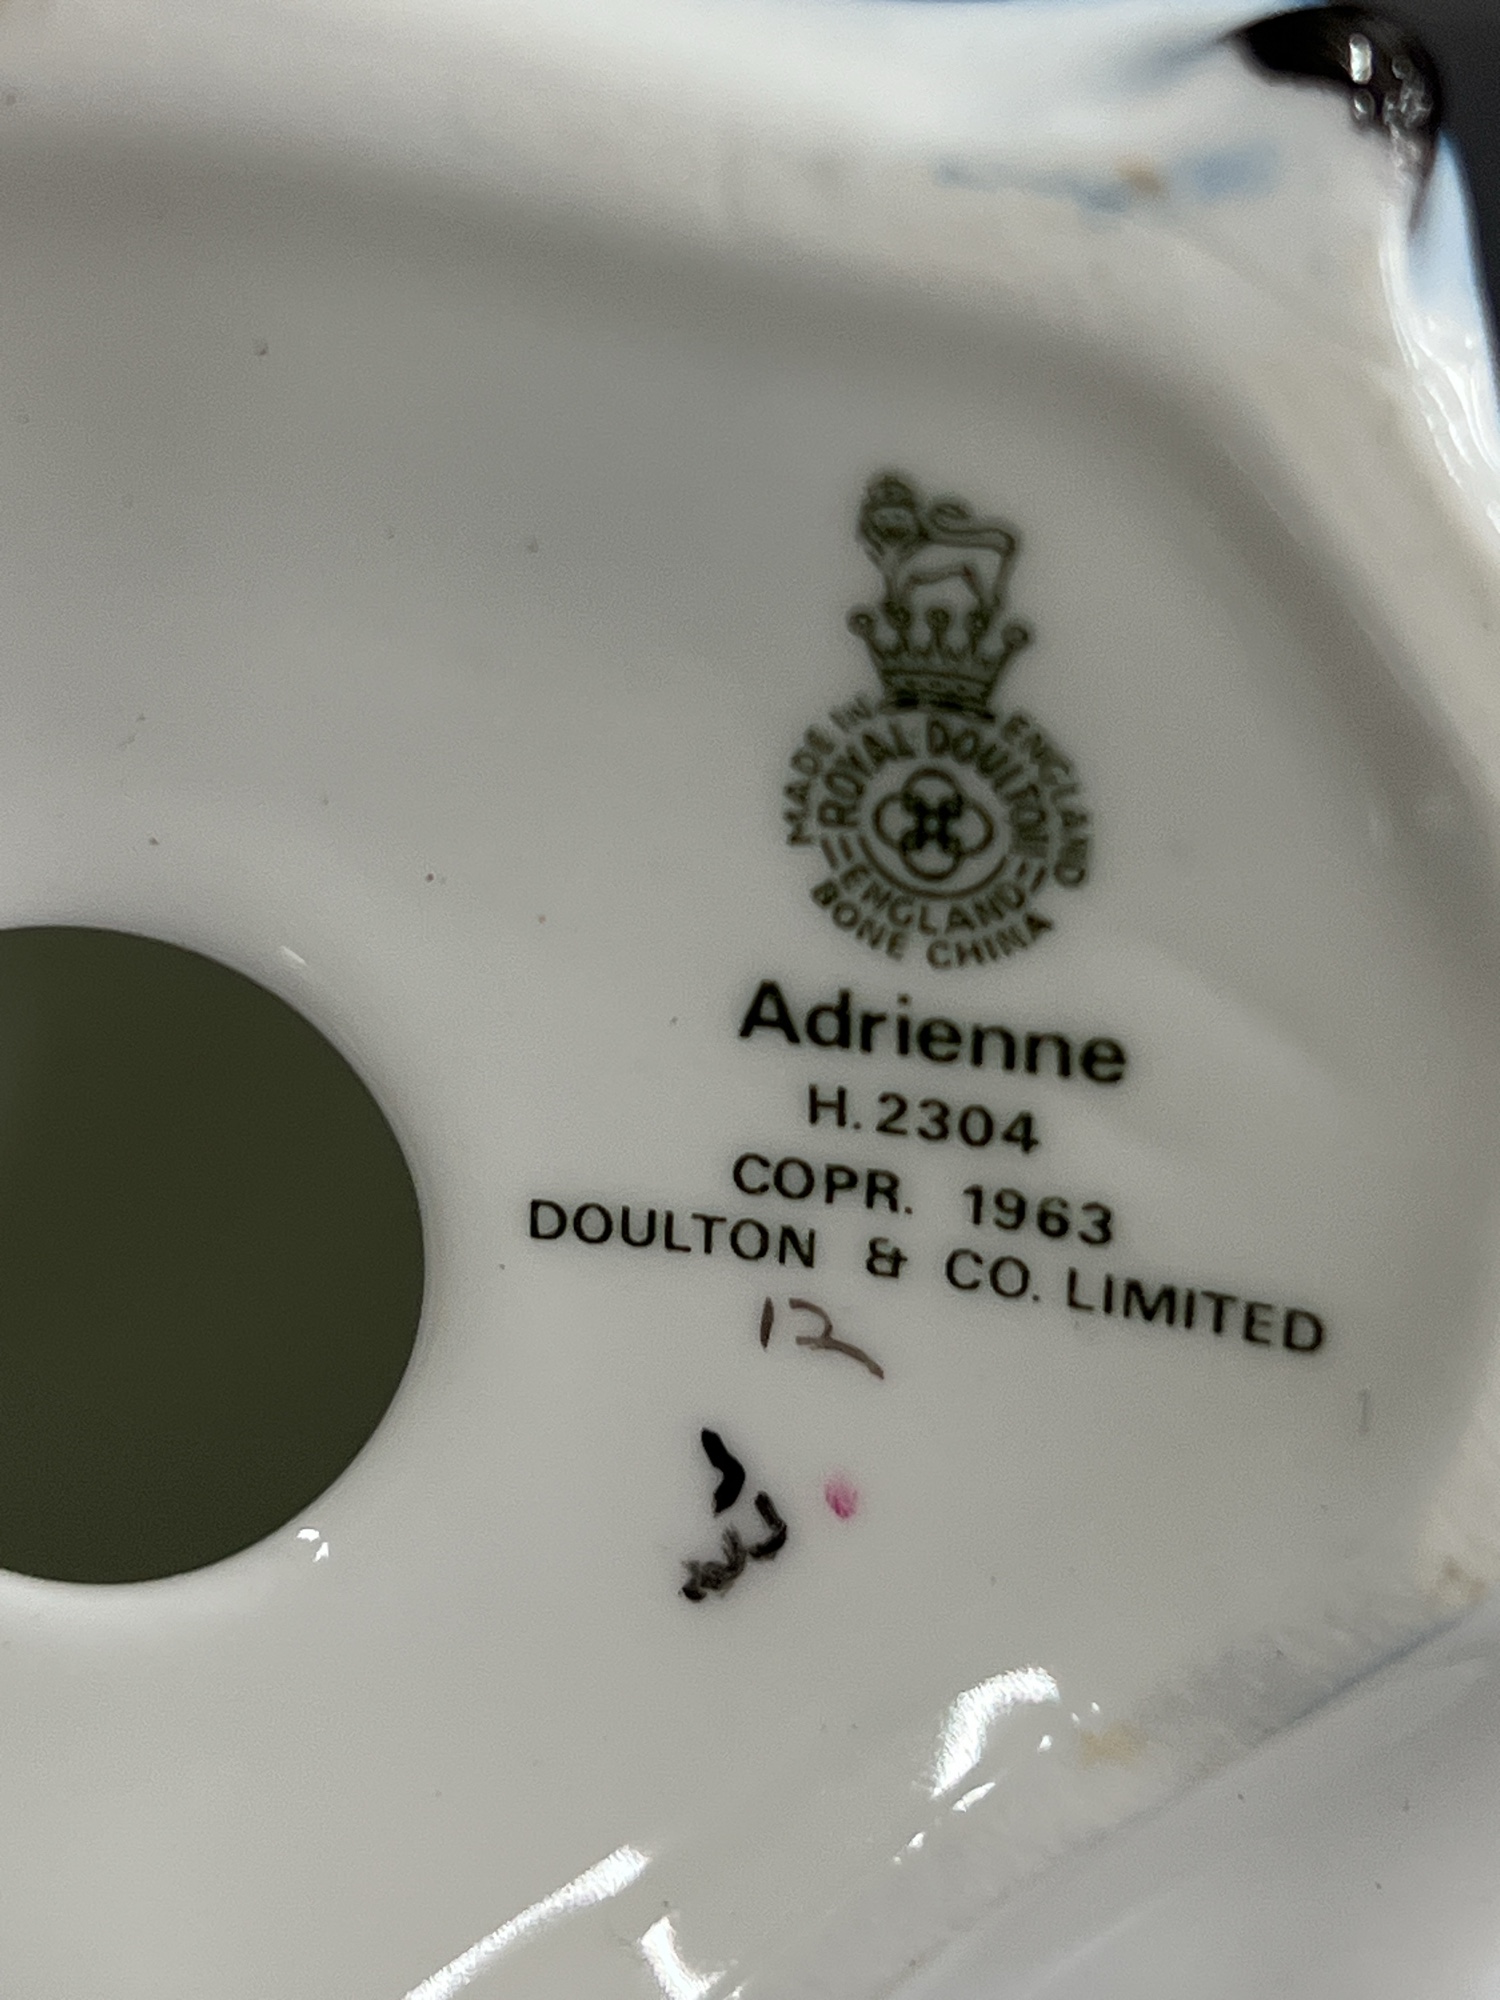 MADE IN ENGLAND
ROYAL DOULTON
ENGLAND
BONE CHINA
Adrienne
H.2304
COPR. 1963
DOULTON & CO. LIMITED
12